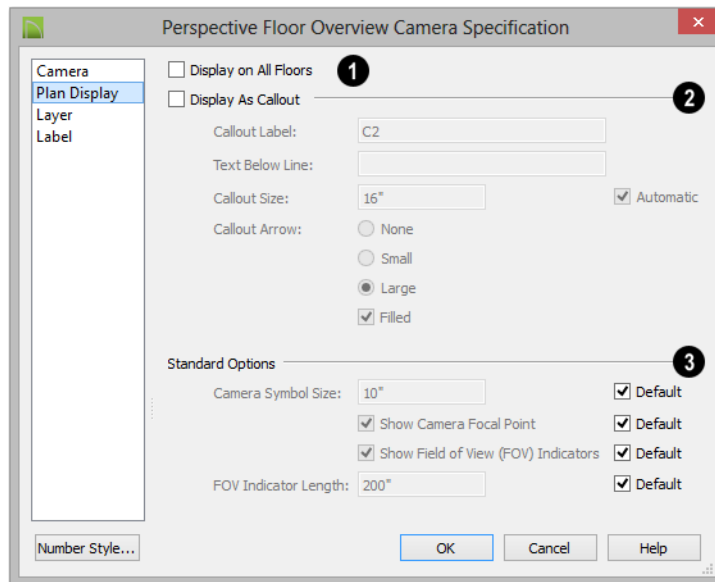 Perspective Floor Overview Camera Specification
Camera
Plan Display
Layer
Label
Display on All Floors 1
Display As Callout 2
Callout Label: C2
Text Below Line:
Callout Size: 16" Automatic
Callout Arrow: None
Small
Large
Filled
Standard Options 3
Camera Symbol Size: 10" Default
Show Camera Focal Point Default
Show Field of View (FOV) Indicators Default
FOV Indicator Length: 200" Default
Number Style... OK Cancel Help